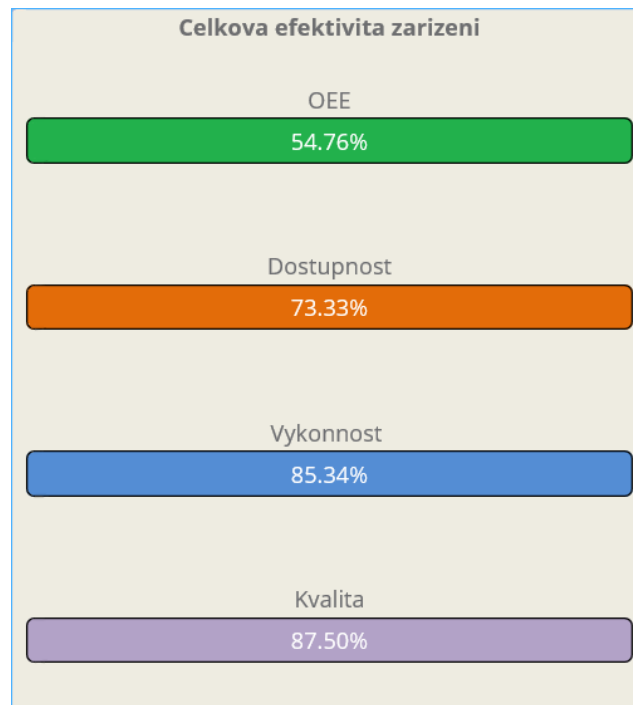 Celkova efektivita zarizeni
OEE
54.76%
Dostupnost
73.33%
Vykonnost
85.34%
Kvalita
87.50%